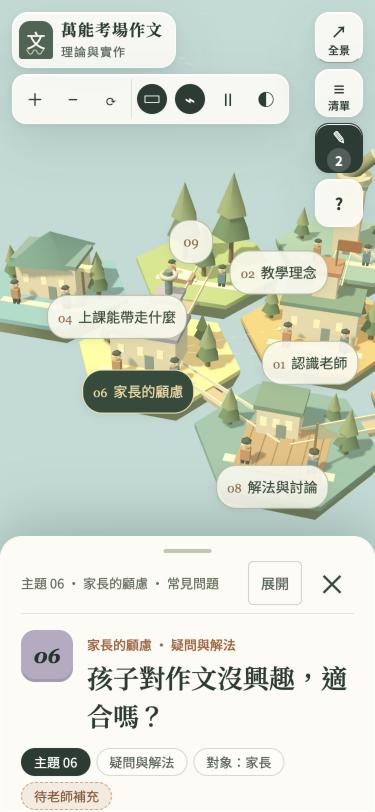 文
萬能考場作文
理論與實作
↗
全景
≡
清單
2
?
09
02 教學理念
04 上課能帶走什麼
01 認識老師
06 家長的顧慮
08 解法與討論
主題 06 · 家長的顧慮 · 常見問題
展開
06
家長的顧慮 · 疑問與解法
孩子對作文沒興趣，適
合嗎？
主題 06
疑問與解法
對象：家長
待老師補充